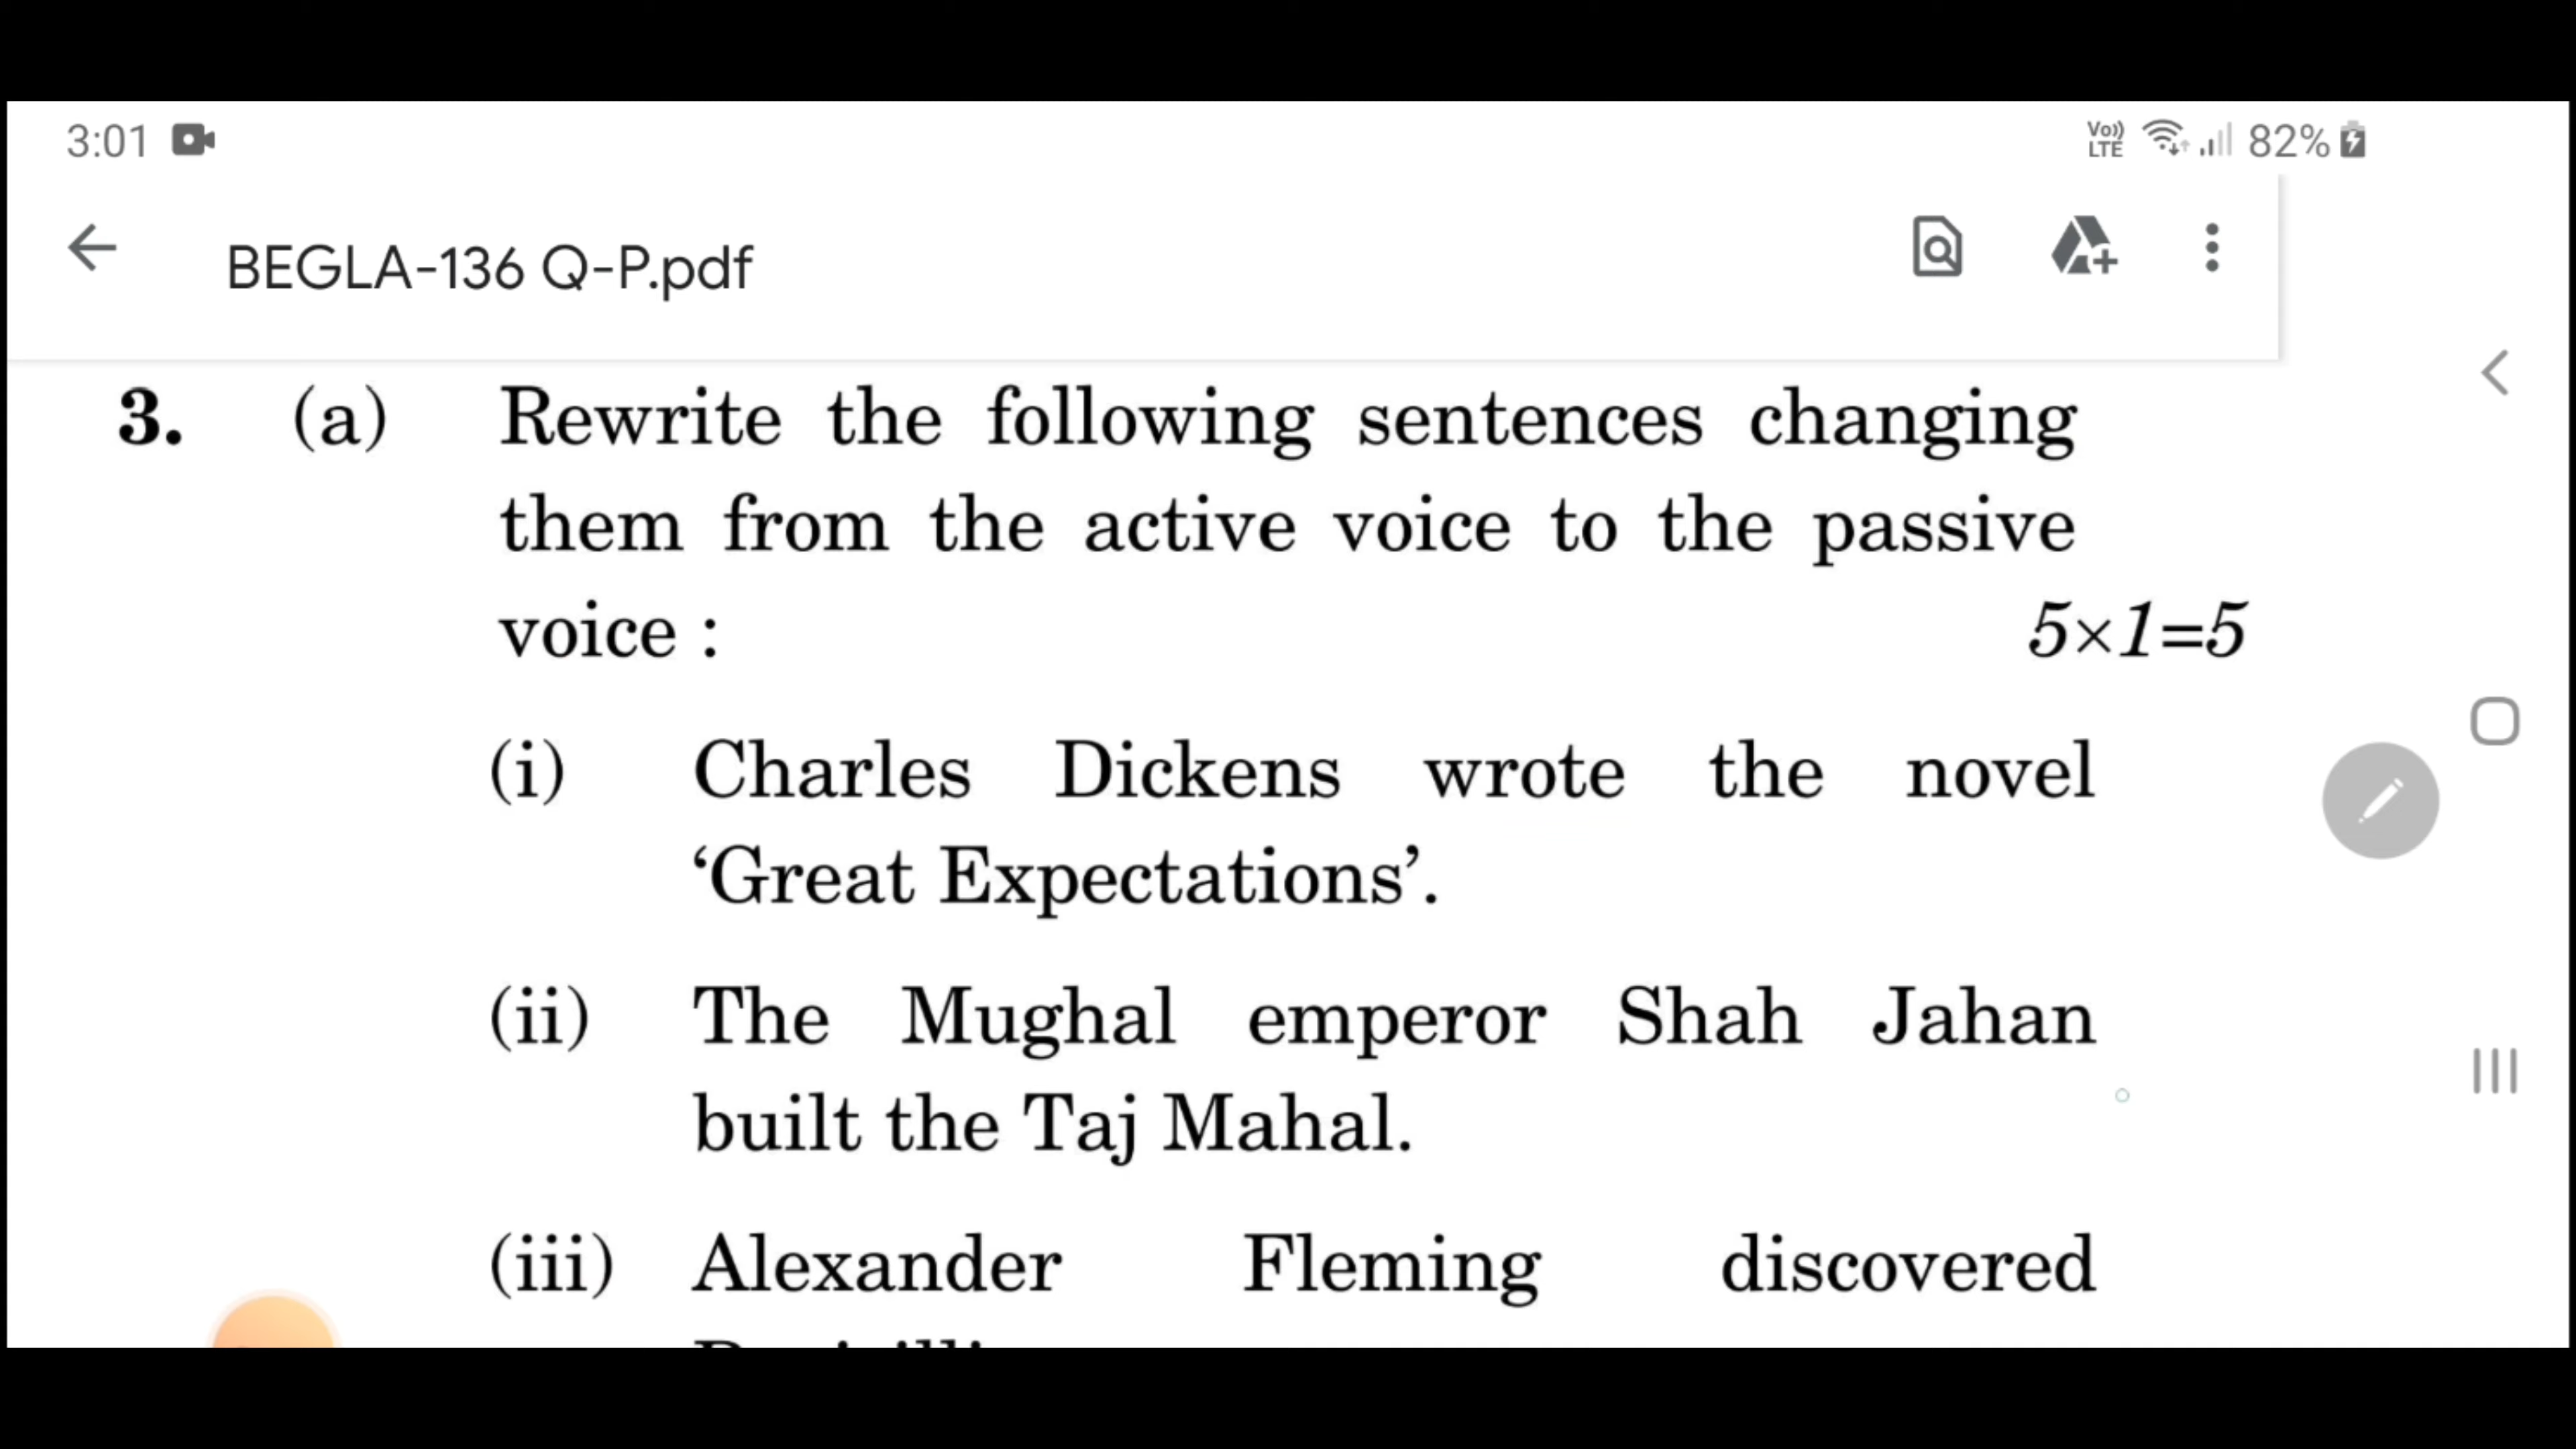 3:01 Vo)) LTE 82%
BEGLA-136 Q-P.pdf
3. (a) Rewrite the following sentences changing
them from the active voice to the passive
voice : 5×1=5
(i) Charles Dickens wrote the novel
‘Great Expectations’.
(ii) The Mughal emperor Shah Jahan
built the Taj Mahal.
(iii) Alexander Fleming discovered